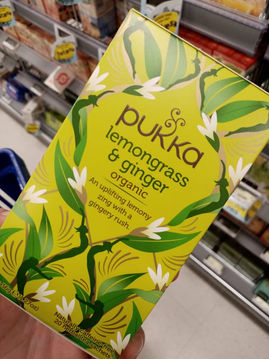 pukka
lemongrass
& ginger
organic
An uplifting lemony
zing with a
gingery rush